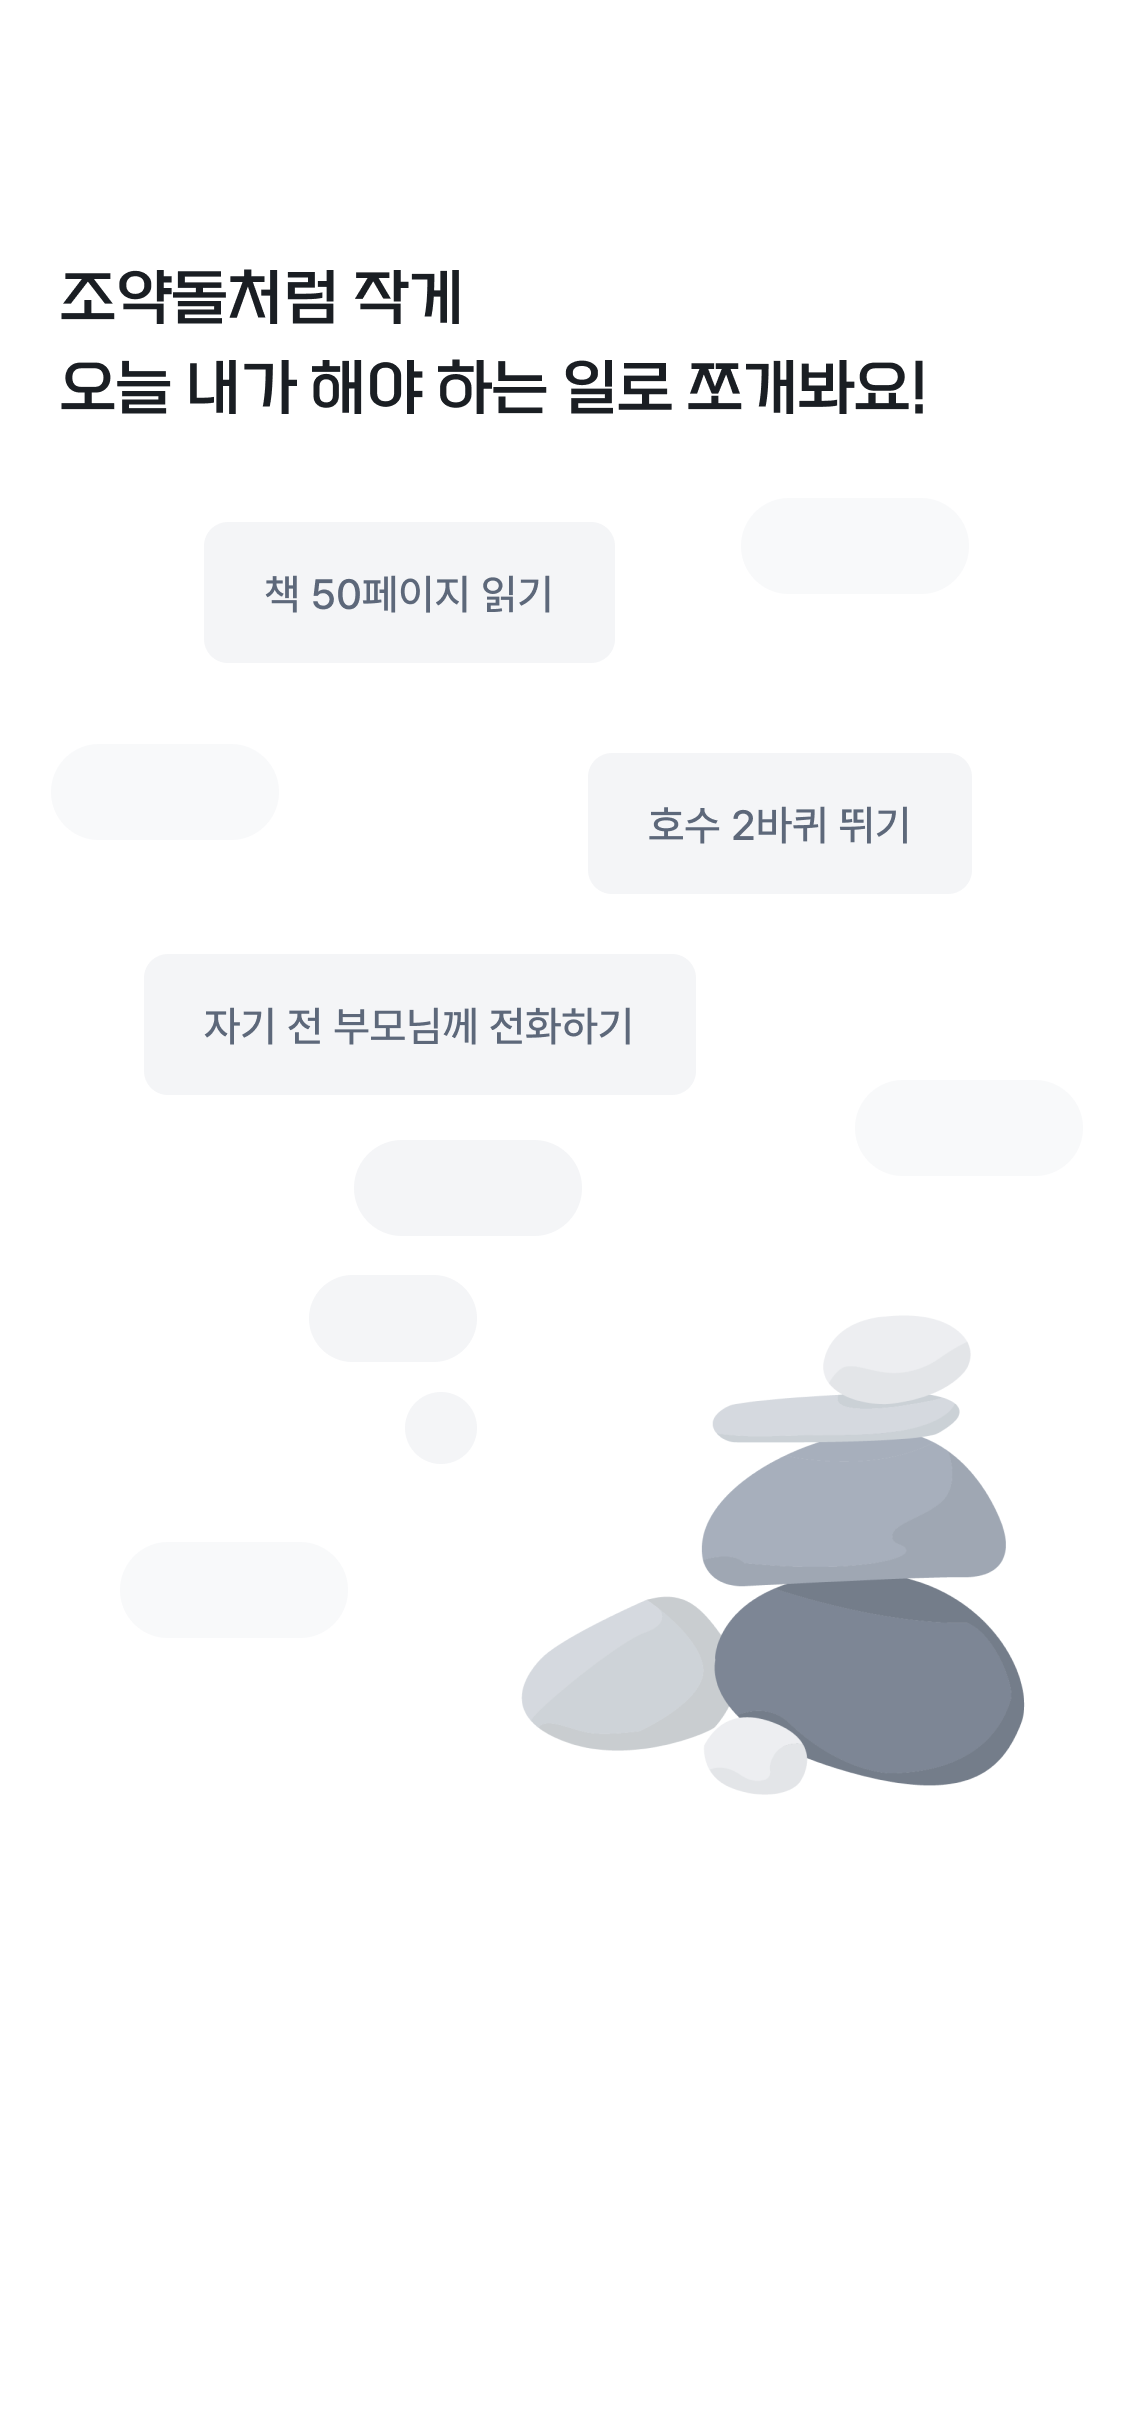 조약돌처럼 작게
오늘 내가 해야 하는 일로 쪼개봐요!
책 50페이지 읽기
호수 2바퀴 뛰기
자기 전 부모님께 전화하기